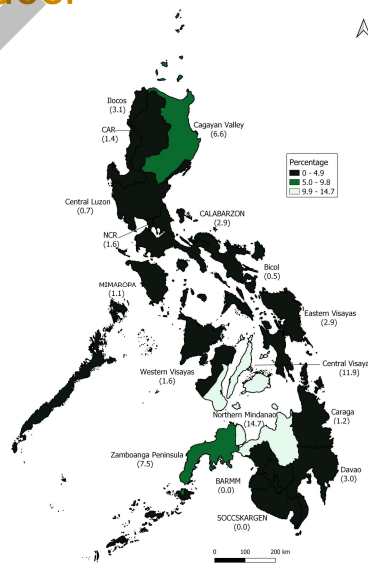 Ilocos
(3.1)
Cagayan Valley
(6.6)
CAR
(1.4)
Percentage
0 - 4.9
5.0 - 9.8
9.9 - 14.7
Central Luzon
(0.7)
CALABARZON
(2.9)
NCR
(1.6)
Bicol
(0.5)
MIMAROPA
(1.1)
Eastern Visayas
(2.9)
Central Visaya
(11.9)
Western Visayas
(1.6)
Caraga
(1.2)
Northern Mindanao
(14.7)
Zamboanga Peninsula
(7.5)
Davao
(3.0)
BARMM
(0.0)
SOCCSKARGEN
(0.0)
0 100 200 km